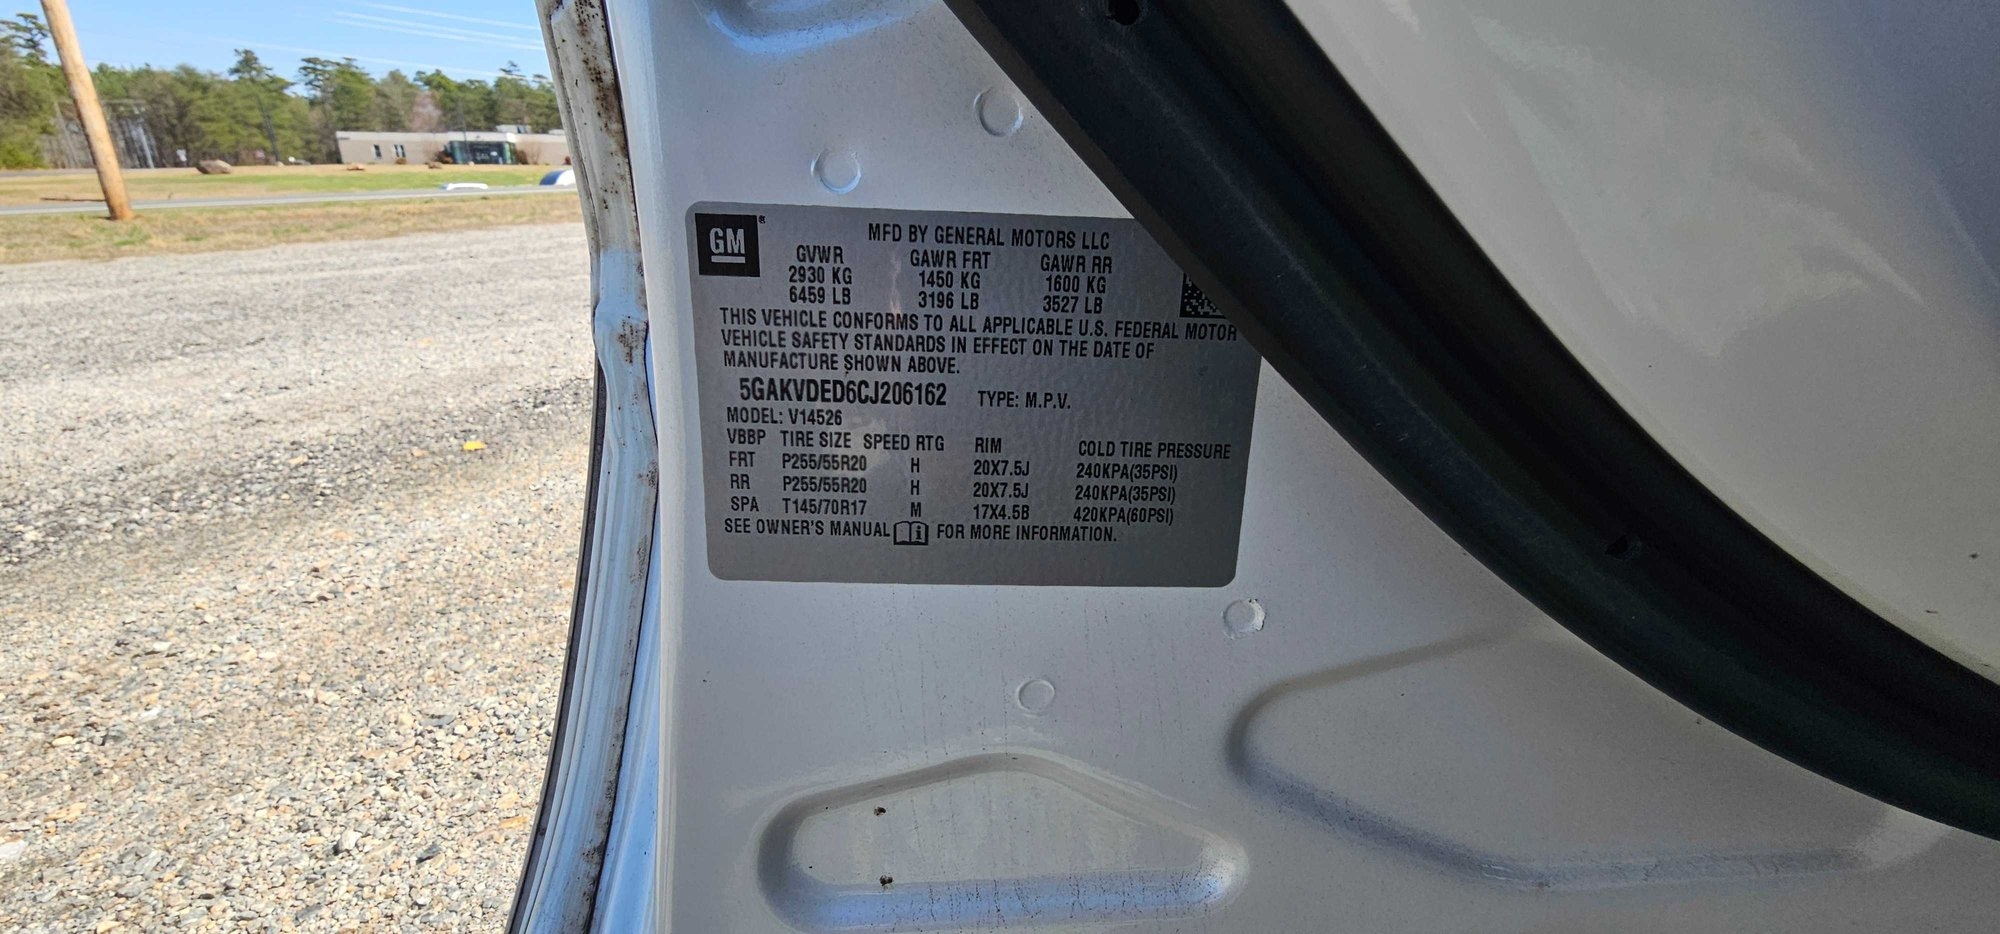 GM ®
MFD BY GENERAL MOTORS LLC
GVWR GAWR FRT GAWR RR
2930 KG 1450 KG 1600 KG
6459 LB 3196 LB 3527 LB
THIS VEHICLE CONFORMS TO ALL APPLICABLE U.S. FEDERAL MOTOR
VEHICLE SAFETY STANDARDS IN EFFECT ON THE DATE OF
MANUFACTURE SHOWN ABOVE.
5GAKVDED6CJ206162 TYPE: M.P.V.
MODEL: V14526
VBBP TIRE SIZE SPEED RTG RIM COLD TIRE PRESSURE
FRT P255/55R20 H 20X7.5J 240KPA(35PSI)
RR P255/55R20 H 20X7.5J 240KPA(35PSI)
SPA T145/70R17 M 17X4.5B 420KPA(60PSI)
SEE OWNER'S MANUAL i FOR MORE INFORMATION.